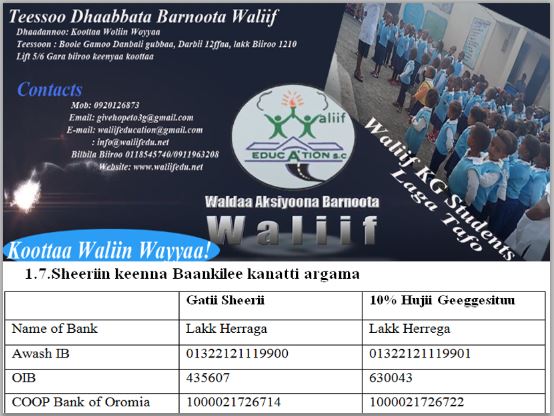 Teessoo Dhaabbata Barnoota Waliif
Dhaadannoo: Koottaa Woliin Wayyaa
Teessoon : Boole Gamoo Danbali gubbaa, Darbii 12ffaa, lakk Biiroo 1210
Lift 5/6 Gara biiroo keenyaa koottaa
Contacts
Mob: 0920126873
Email: givehopeto3g@gmail.com
E-mail: waliifeducation@gmail.com
: info@waliifedu.net
Bilbila Biiroo 0118545740/0911963208
Website: www.waliifedu.net
Waliif
EDUCATION S.C
Waldaa Aksiyoona Barnoota
Waliif
Waliif KG Students
Laga Tafo
Koottaa Waliin Wayyaa!
1.7.Sheeriin keenna Baankilee kanatti argama
Gatii Sheerii 10% Hujii Geeggesituu
Name of Bank Lakk Herraga Lakk Herrega
Awash IB 01322121119900 01322121119901
OIB 435607 630043
COOP Bank of Oromia 1000021726714 1000021726722